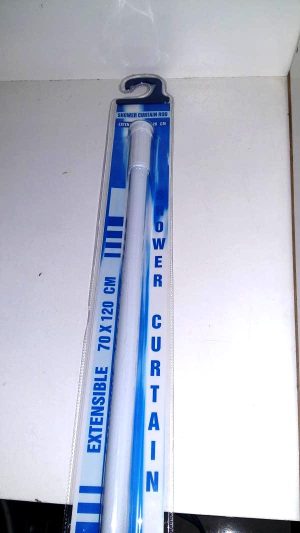 SHOWER CURTAIN ROD
EXTENSIBLE 70 X 120 CM
OWER CURTAIN